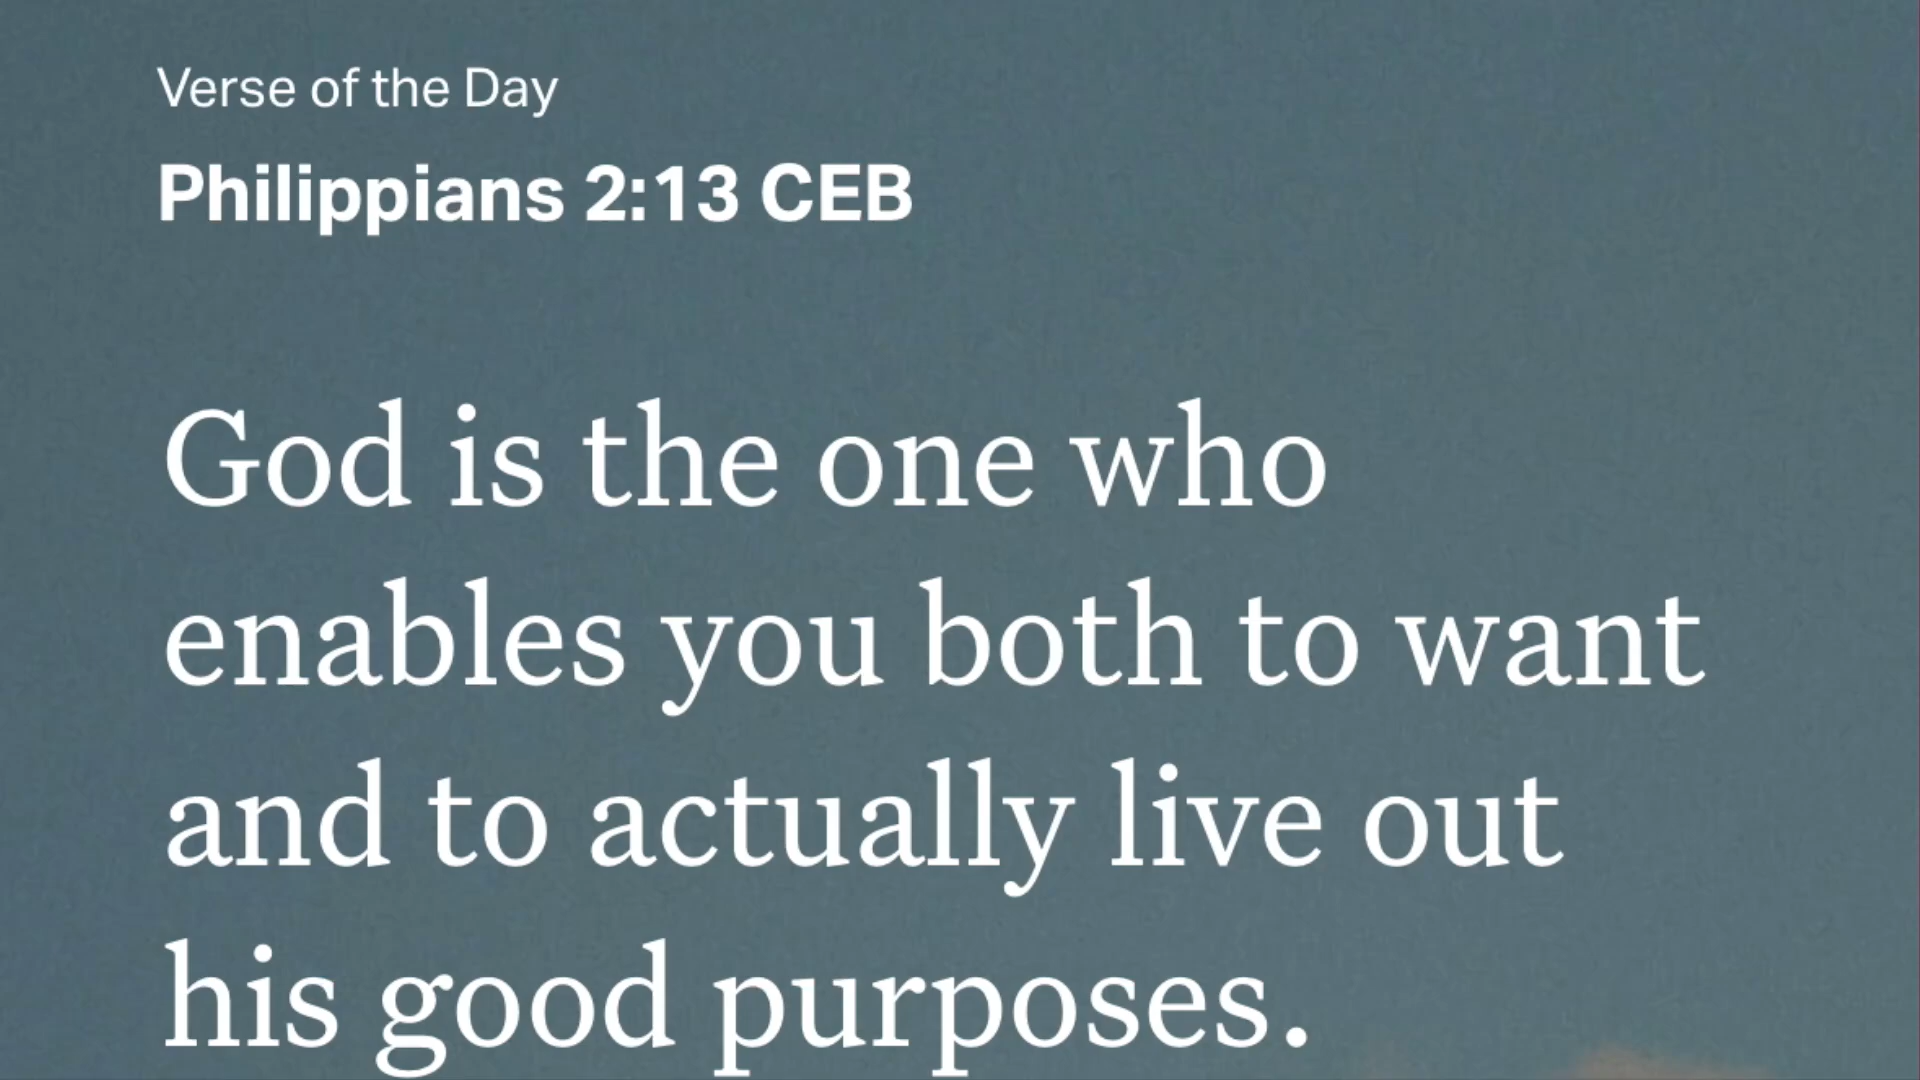 Verse of the Day
Philippians 2:13 CEB
God is the one who
enables you both to want
and to actually live out
his good purposes.